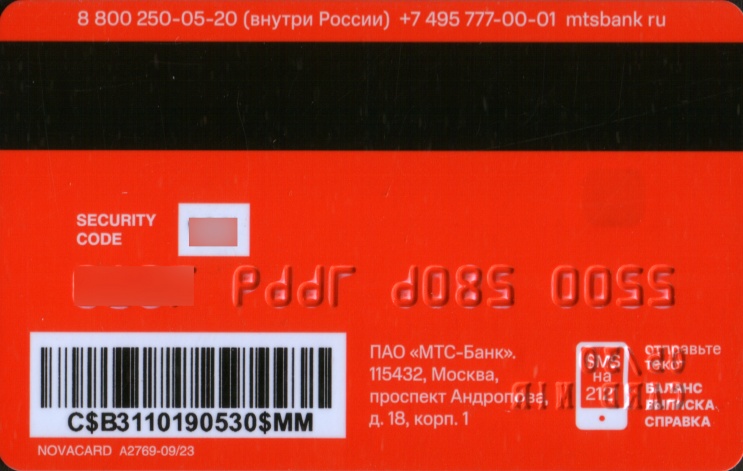 8 800 250-05-20 (внутри России) +7 495 777-00-01 mtsbank ru
SECURITY
CODE
C$B3110190530$MM
NOVACARD A2769-09/23
ПАО «МТС-Банк».
115432, Москва,
проспект Андропова,
д. 18, корп. 1
SMS
на
отправьте
текст
БАЛАНС
ВЫПИСКА
СПРАВКА